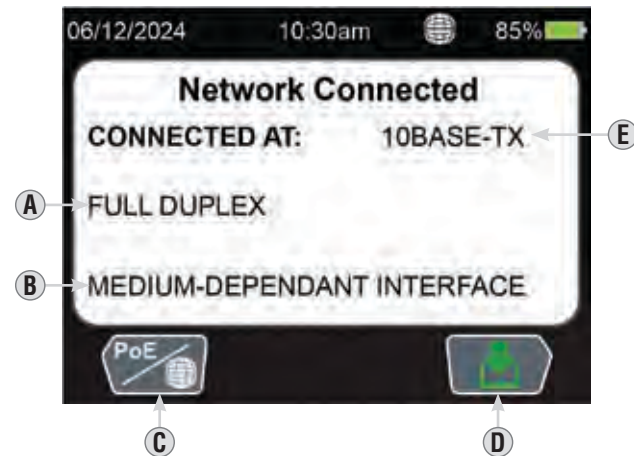 06/12/2024 10:30am 85%
Network Connected
CONNECTED AT: 10BASE-TX
E
A
FULL DUPLEX
B
MEDIUM-DEPENDANT INTERFACE
PoE
C
D